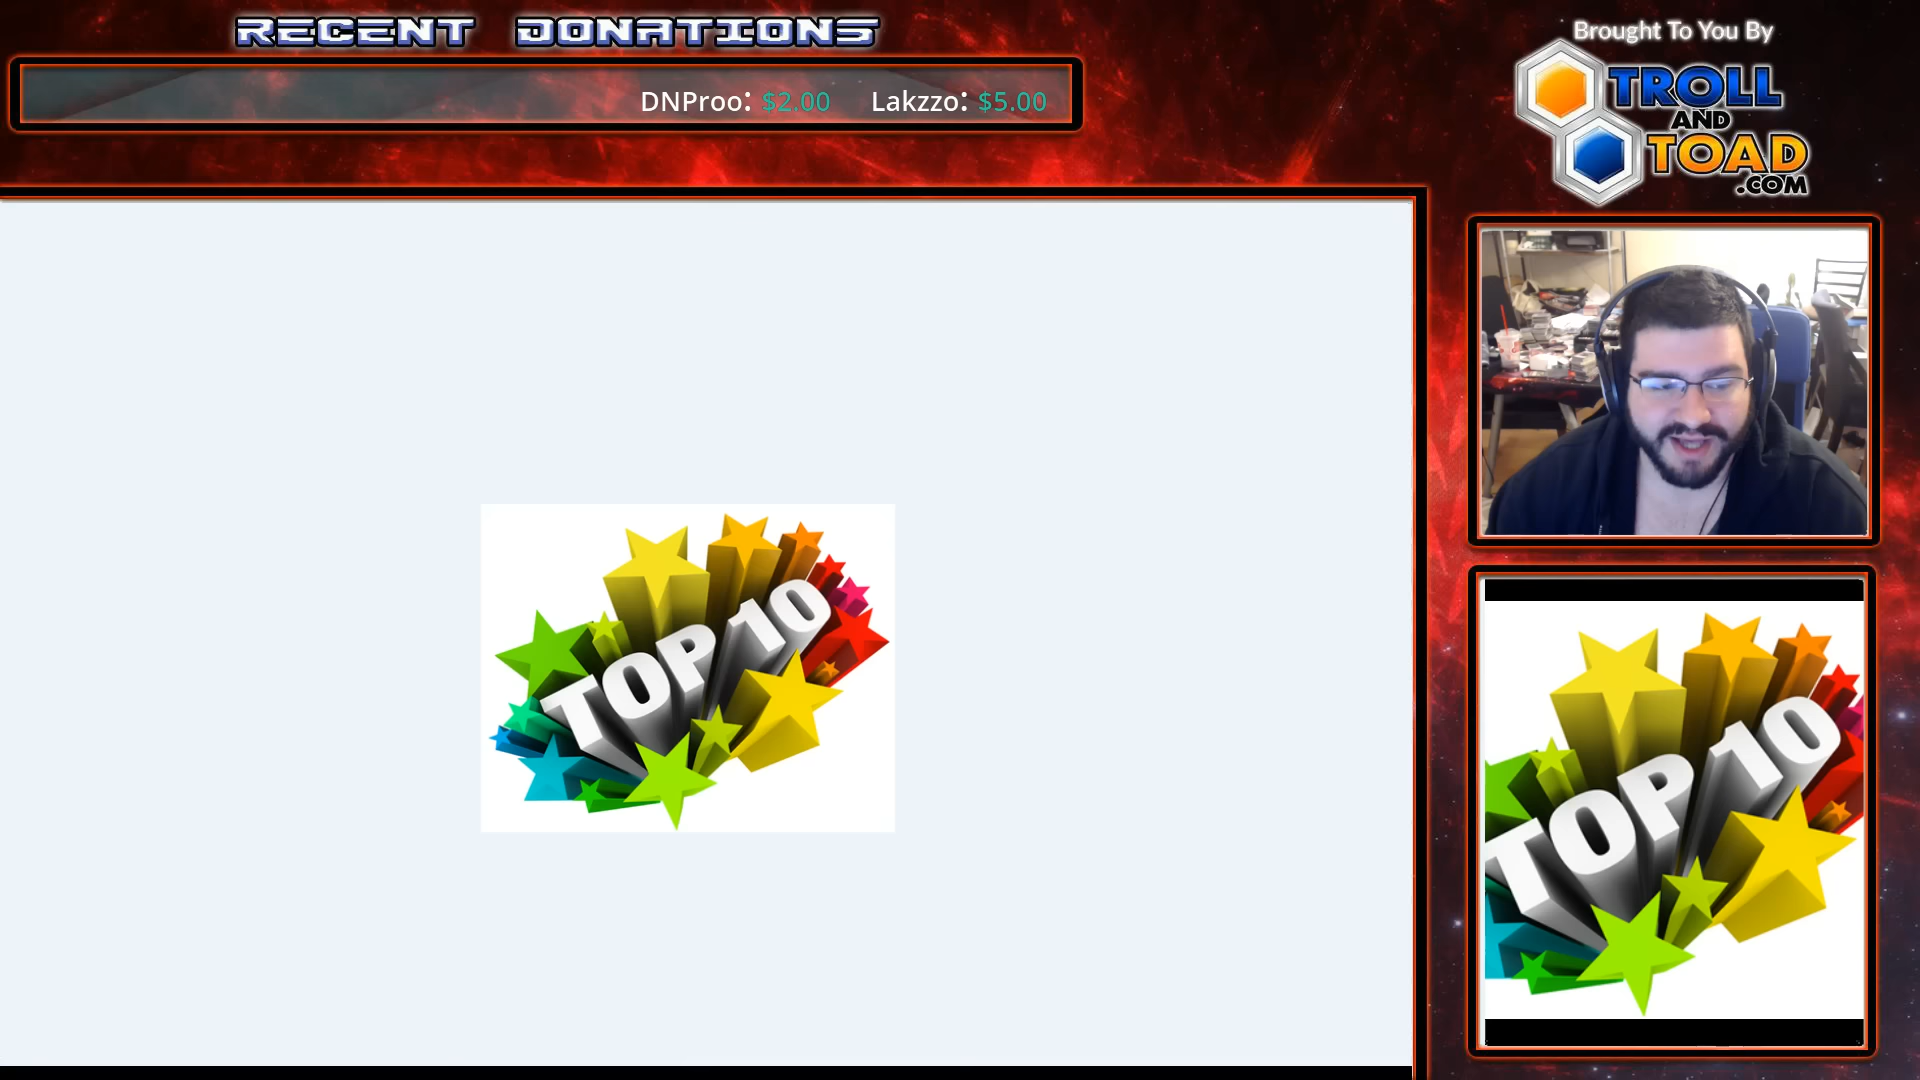 RECENT DONATIONS
DNProo: $2.00 Lakzzo: $5.00
Brought To You By
TROLL
AND
TOAD
.COM
TOP 10
TOP 10